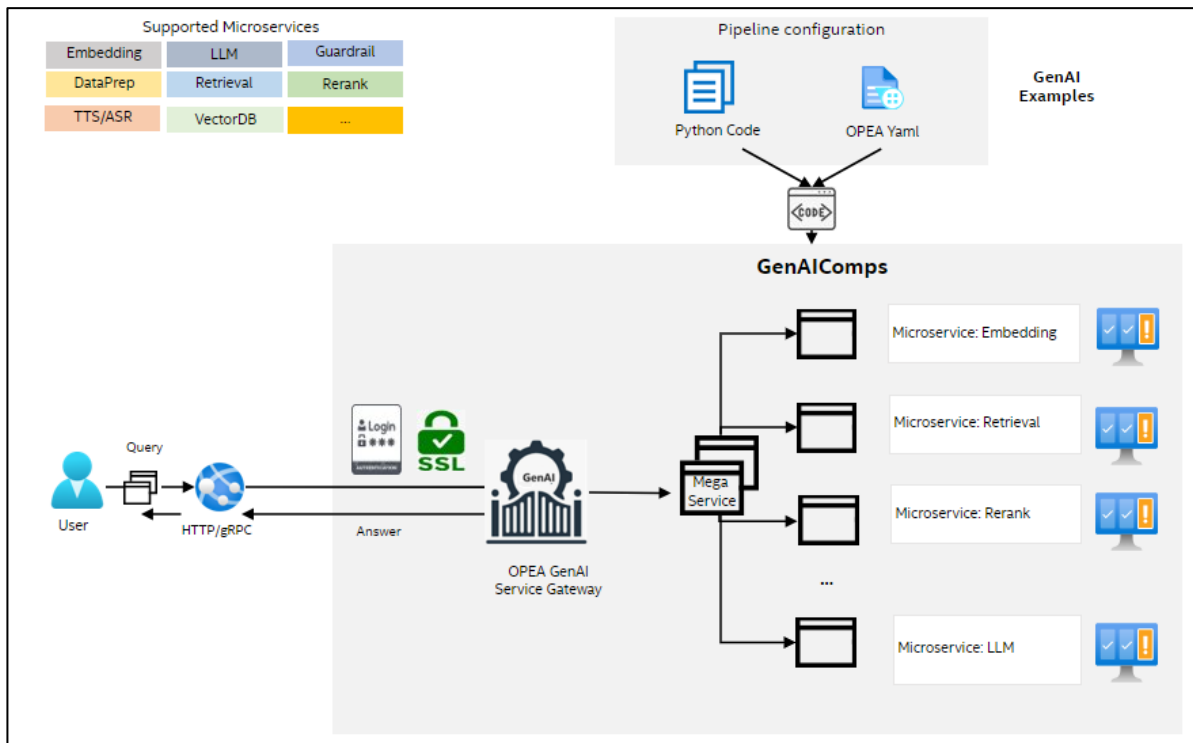 Supported Microservices
Embedding
LLM
Guardrail
DataPrep
Retrieval
Rerank
TTS/ASR
VectorDB
...
Pipeline configuration
Python Code
OPEA Yaml
GenAI
Examples
<CODE>
GenAIComps
Microservice: Embedding
Microservice: Retrieval
Microservice: Rerank
...
Microservice: LLM
Mega
Service
Login
***
AUTHENTICATION
SSL
GenAI
OPEA GenAI
Service Gateway
Query
User
HTTP/gRPC
Answer